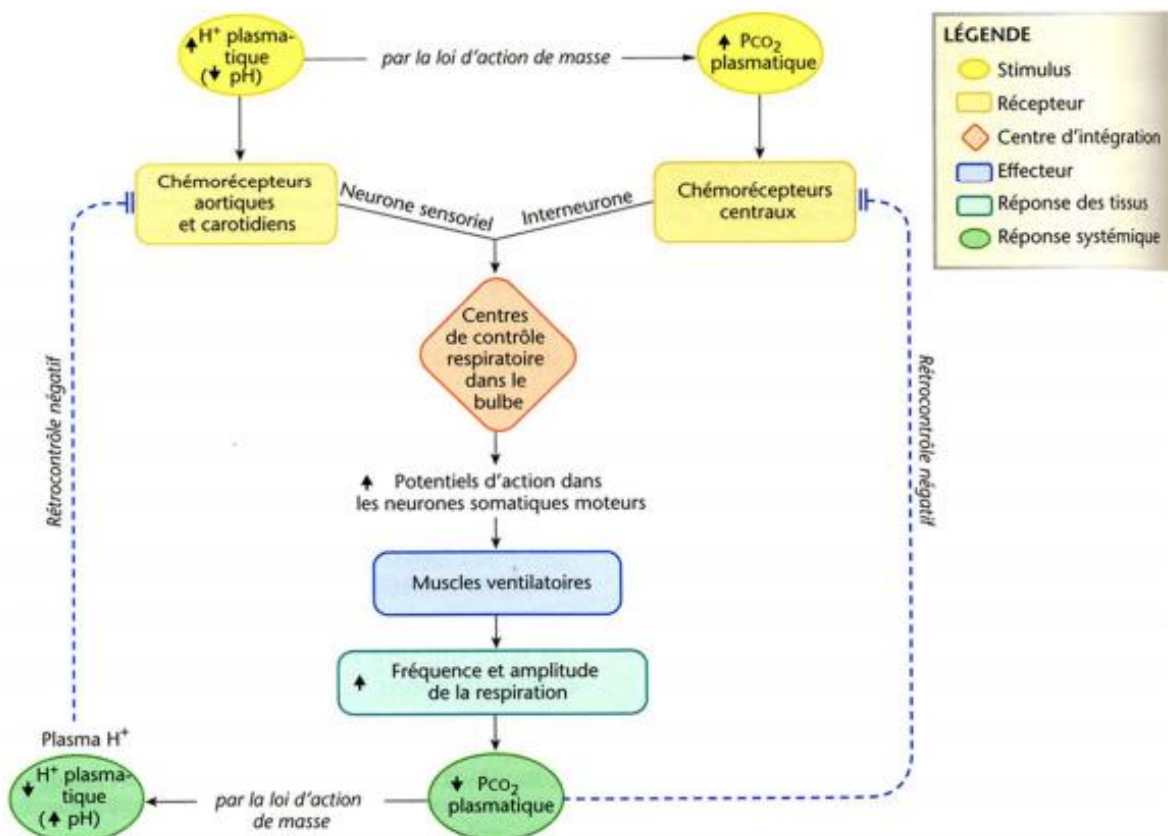 ↑ H+ plasma-
tique
(↓ pH)
par la loi d'action de masse
↑ PCO2
plasmatique
LÉGENDE
Stimulus
Récepteur
Centre d'intégration
Effecteur
Réponse des tissus
Réponse systémique
Chémorécepteurs
aortiques
et carotidiens
Neurone sensoriel
Interneurone
Chémorécepteurs
centraux
Centres
de contrôle
respiratoire
dans le
bulbe
Rétrocontrôle négatif
Rétrocontrôle négatif
↑ Potentiels d'action dans
les neurones somatiques moteurs
Muscles ventilatoires
↑ Fréquence et amplitude
de la respiration
Plasma H+
↓ H+ plasma-
tique
(↑ pH)
par la loi d'action
de masse
↓ PCO2
plasmatique